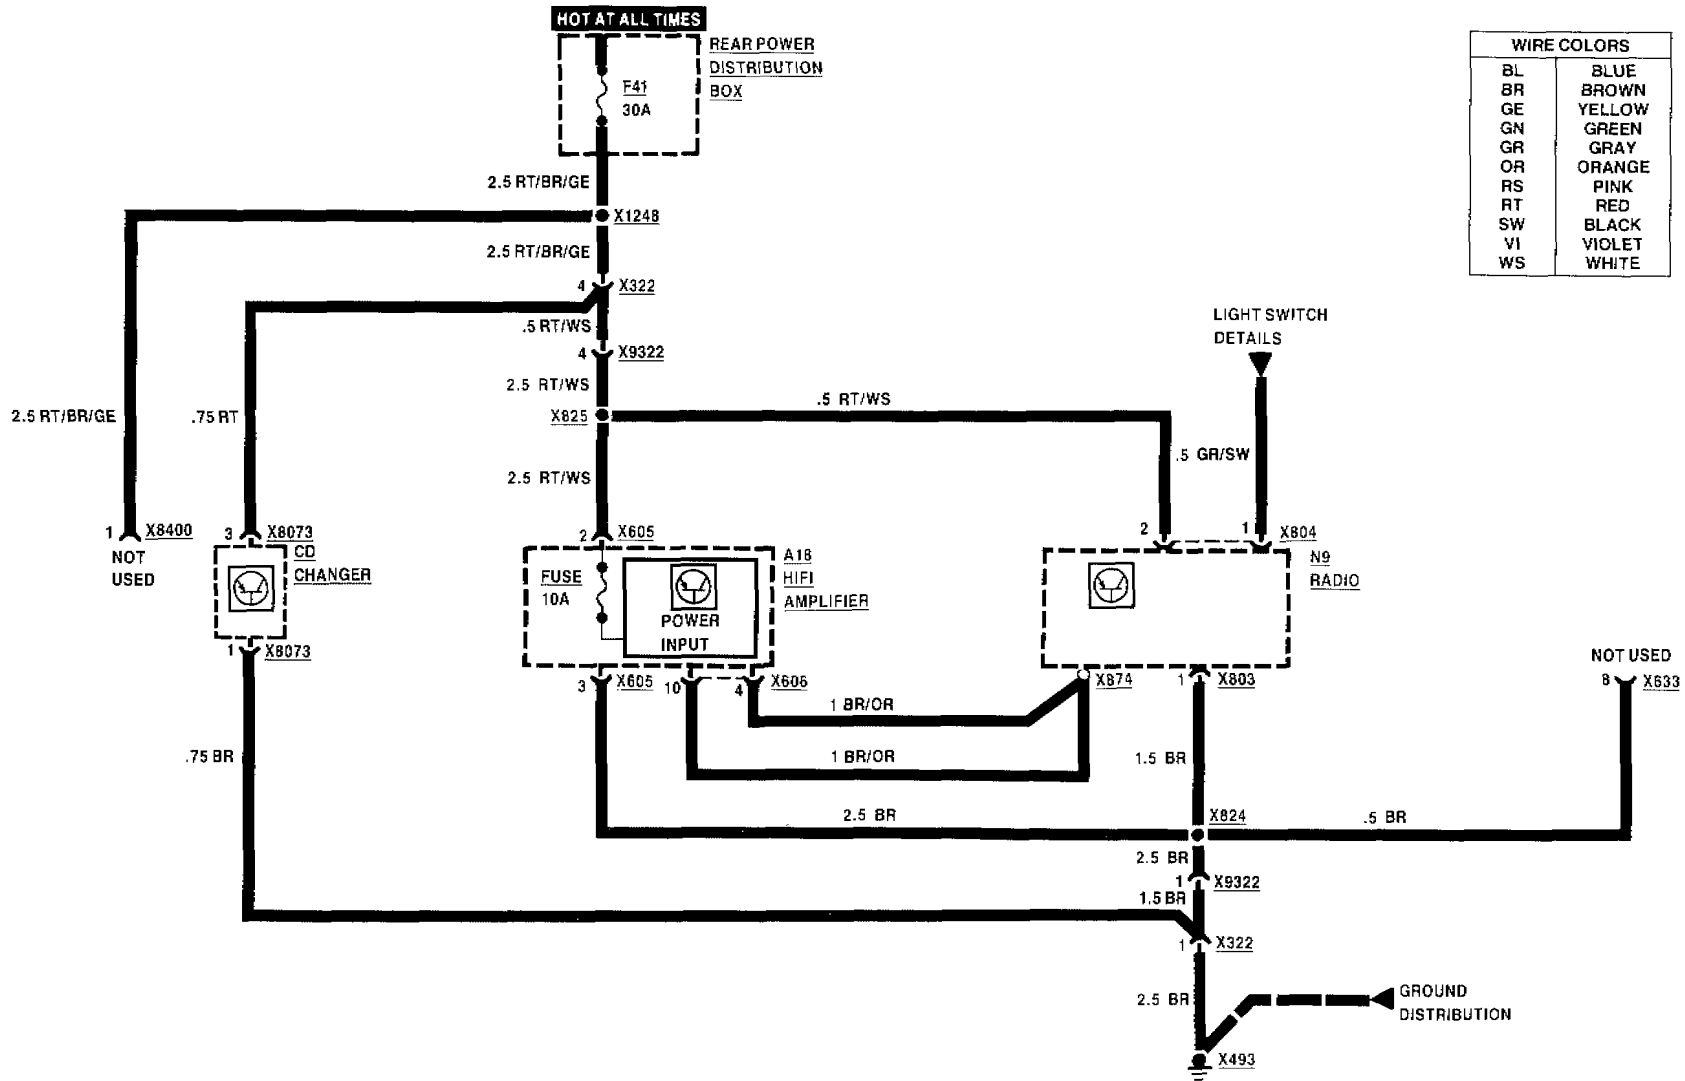 HOT AT ALL TIMES
REAR POWER
DISTRIBUTION
BOX
F41
30A
WIRE COLORS
BL BLUE
BR BROWN
GE YELLOW
GN GREEN
GR GRAY
OR ORANGE
RS PINK
RT RED
SW BLACK
VI VIOLET
WS WHITE
2.5 RT/BR/GE
X1248
2.5 RT/BR/GE
4 X322
.5 RT/WS
4 X9322
LIGHT SWITCH
DETAILS
2.5 RT/WS
X825
.5 RT/WS
2.5 RT/BR/GE
.75 RT
.5 GR/SW
2.5 RT/WS
1 X8400
NOT
USED
3 X8073
CD
CHANGER
2 X605
FUSE
10A
POWER
INPUT
A18
HIFI
AMPLIFIER
2 1 X804
N9
RADIO
1 X8073
3 X605
10 4 X606
X874
1 X803
NOT USED
8 X633
1 BR/OR
1 BR/OR
.75 BR
1.5 BR
2.5 BR
X824
.5 BR
2.5 BR
1 X9322
1.5 BR
1 X322
2.5 BR
GROUND
DISTRIBUTION
X493